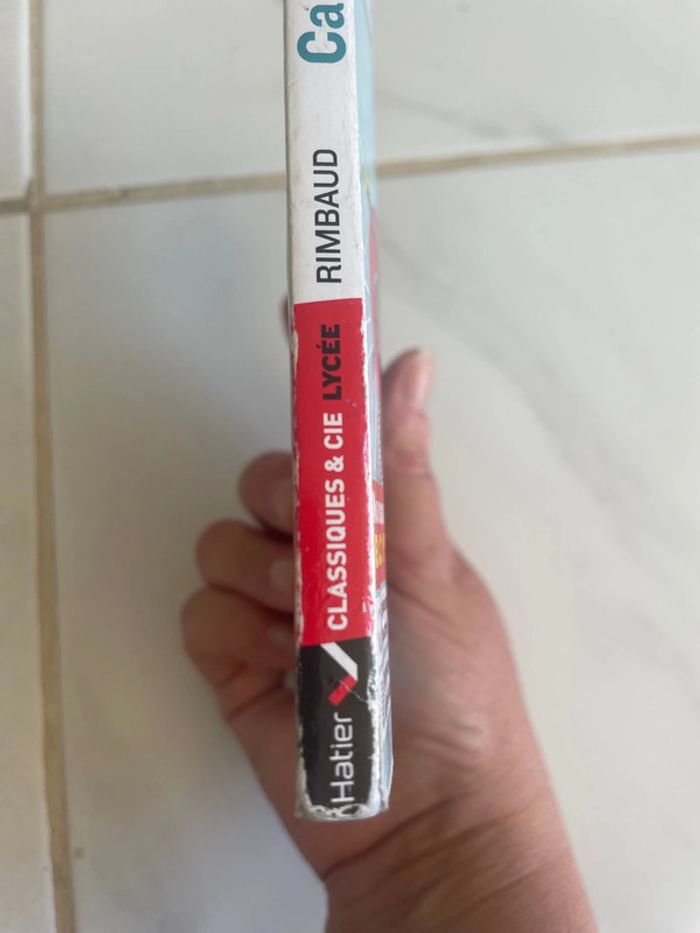 Hatier
CLASSIQUES & CIE LYCÉE
RIMBAUD
Ca